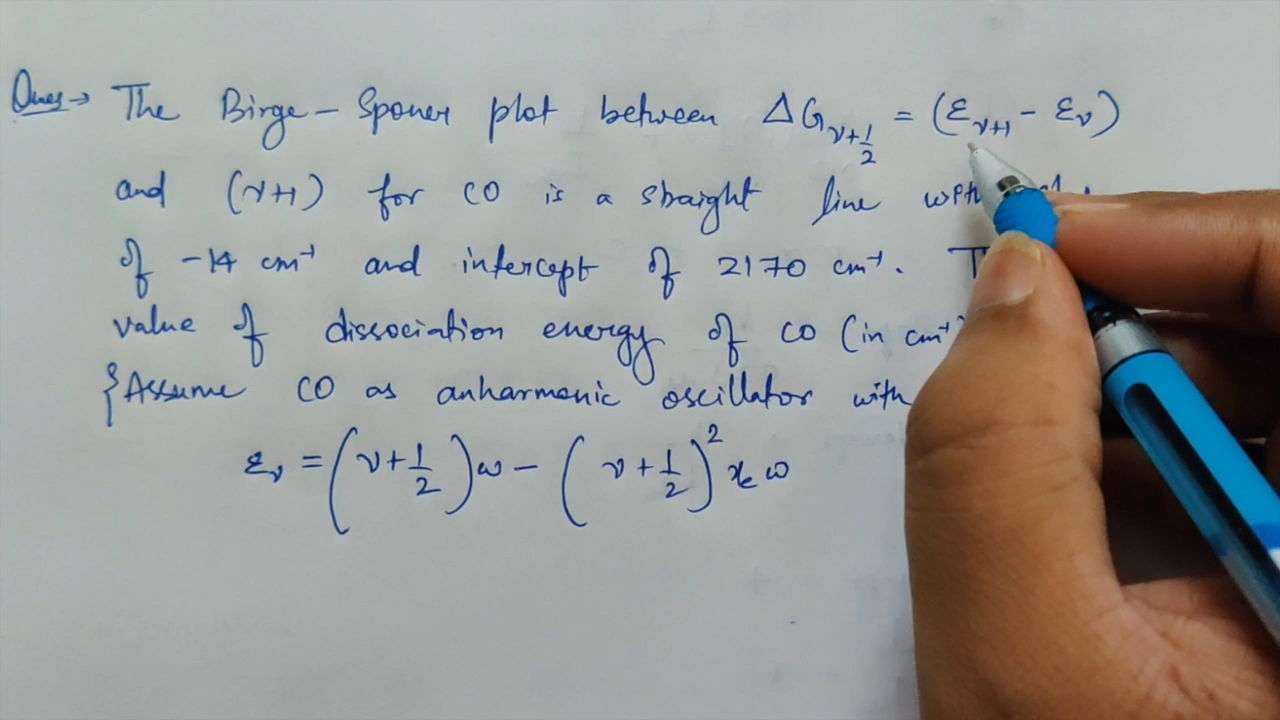 Ques → The Birge - Sponer plot between ΔG_{ν+1/2} = (ε_{ν+1} - ε_ν)
and (ν+1) for CO is a straight line
of -14 cm⁻¹ and intercept of 2170 cm⁻¹.
value of dissociation energy of CO (in cm⁻¹
{Assume CO as anharmonic oscillator with
ε_ν = (ν + 1/2)ω - (ν + 1/2)² x_e ω